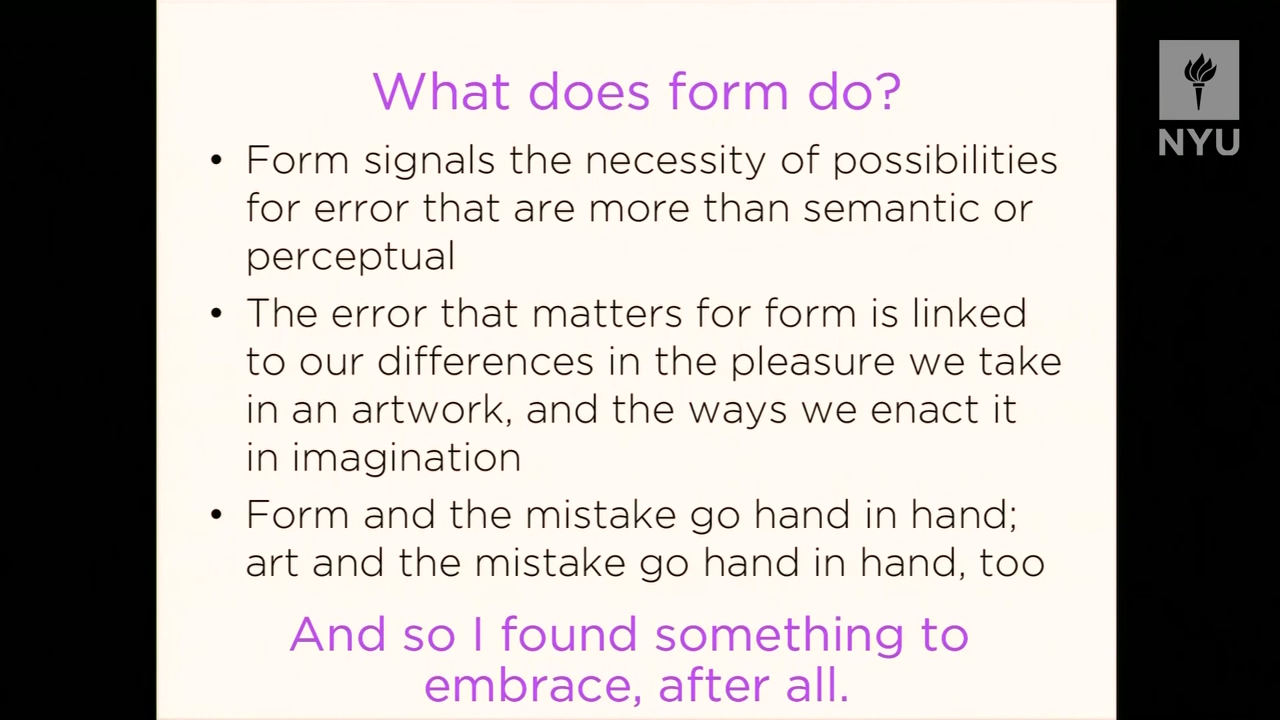 What does form do?
• Form signals the necessity of possibilities
for error that are more than semantic or
perceptual
• The error that matters for form is linked
to our differences in the pleasure we take
in an artwork, and the ways we enact it
in imagination
• Form and the mistake go hand in hand;
art and the mistake go hand in hand, too
And so I found something to
embrace, after all.
NYU